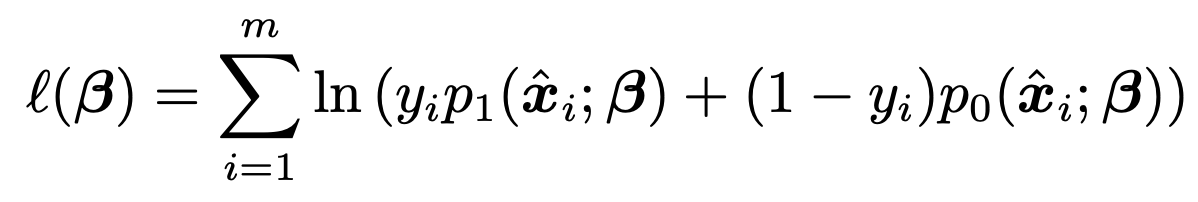 ℓ(β) = ∑_{i=1}^{m} ln (y_i p_1(x̂_i; β) + (1 − y_i) p_0(x̂_i; β))